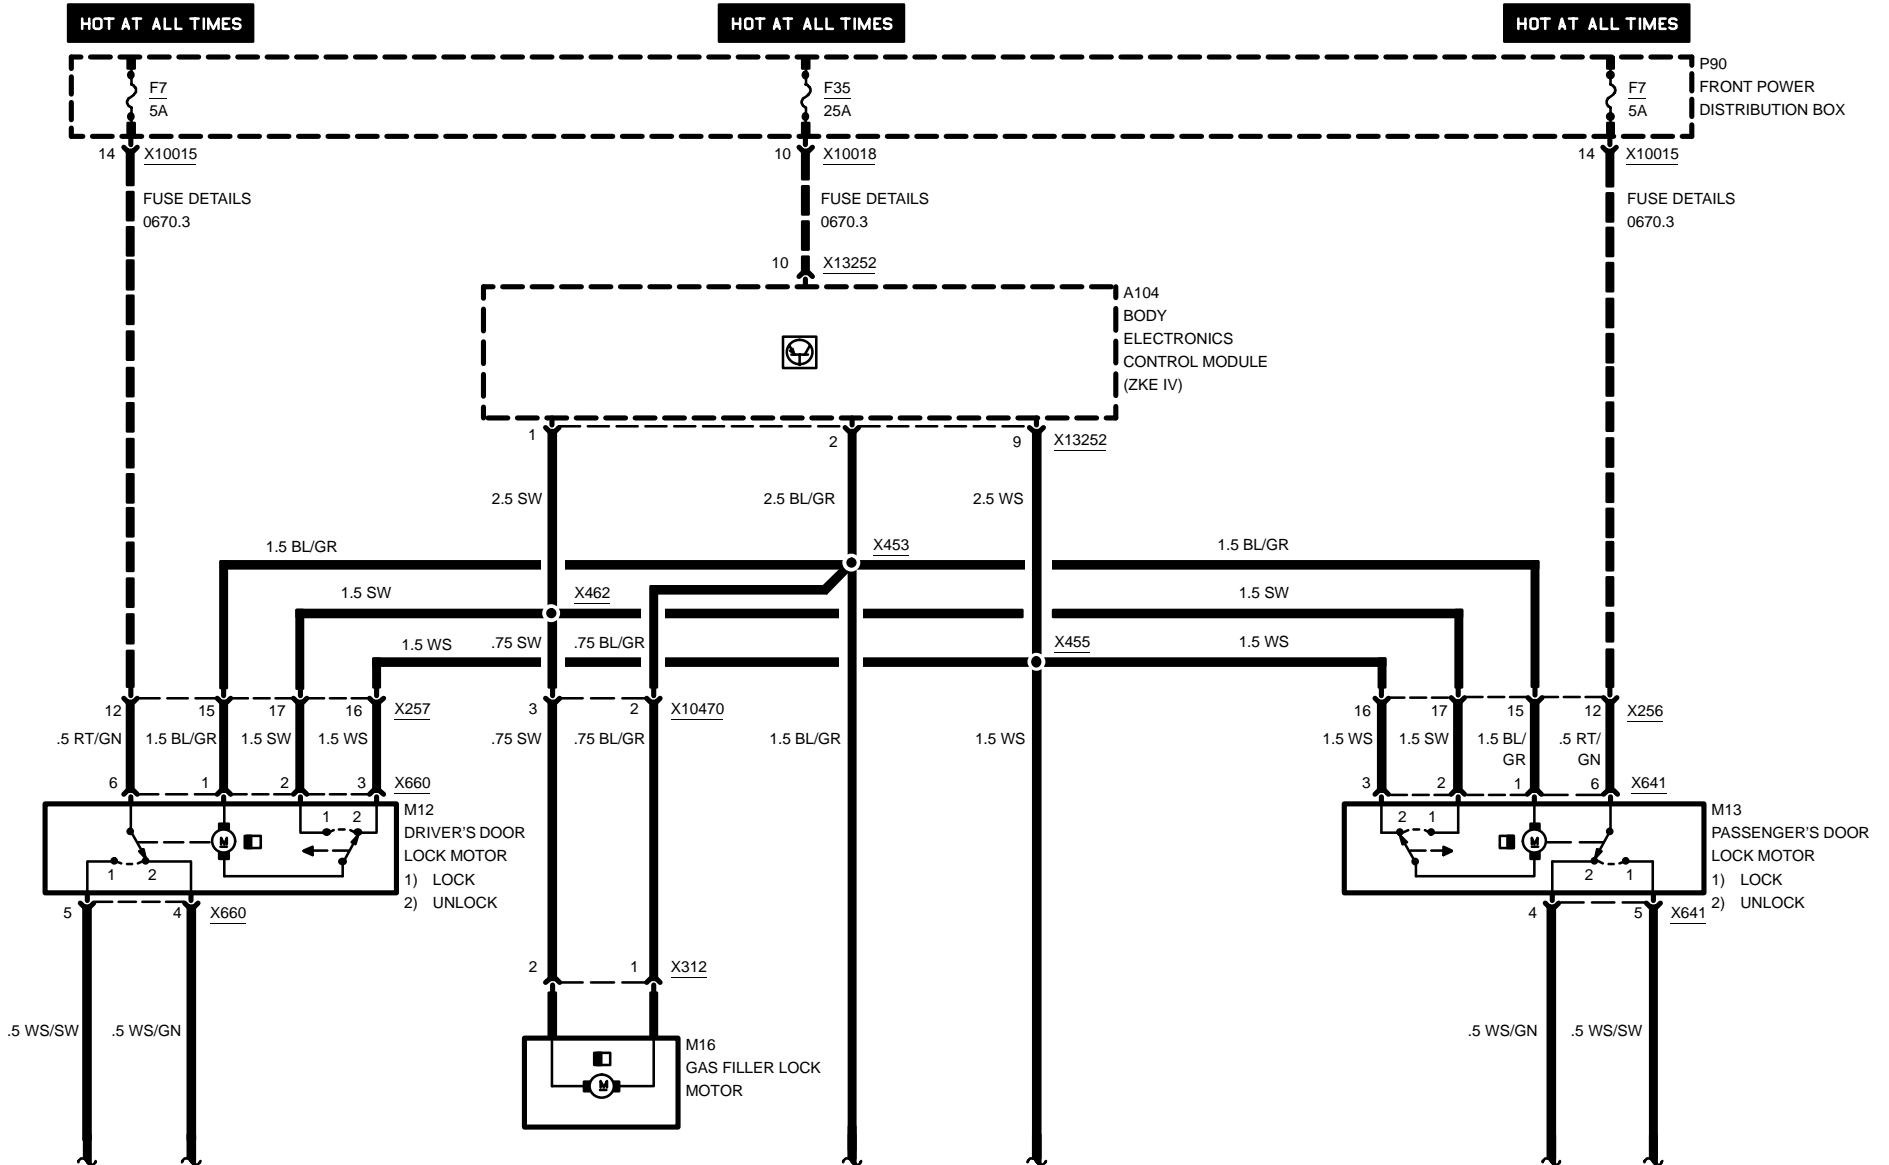 HOT AT ALL TIMES
HOT AT ALL TIMES
HOT AT ALL TIMES
F7
5A
F35
25A
F7
5A
P90
FRONT POWER
DISTRIBUTION BOX
14 X10015
10 X10018
14 X10015
FUSE DETAILS
0670.3
FUSE DETAILS
0670.3
FUSE DETAILS
0670.3
10 X13252
A104
BODY
ELECTRONICS
CONTROL MODULE
(ZKE IV)
1 2 9 X13252
2.5 SW 2.5 BL/GR 2.5 WS
1.5 BL/GR X453 1.5 BL/GR
1.5 SW X462 1.5 SW
1.5 WS .75 SW .75 BL/GR X455 1.5 WS
12 15 17 16 X257
3 2 X10470
16 17 15 12 X256
.5 RT/GN 1.5 BL/GR 1.5 SW 1.5 WS
.75 SW .75 BL/GR 1.5 BL/GR 1.5 WS
1.5 WS 1.5 SW 1.5 BL/
GR
.5 RT/
GN
6 1 2 3 X660
3 2 1 6 X641
M12
DRIVER'S DOOR
LOCK MOTOR
1) LOCK
2) UNLOCK
1 2
M
1 2
M13
PASSENGER'S DOOR
LOCK MOTOR
1) LOCK
2) UNLOCK
2 1
M
2 1
5 4 X660
4 5 X641
2 1 X312
.5 WS/SW .5 WS/GN
.5 WS/GN .5 WS/SW
M16
GAS FILLER LOCK
MOTOR
M